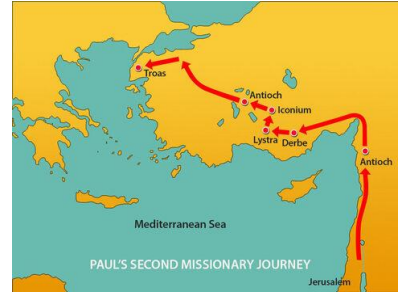 Troas
Antioch
Iconium
Lystra
Derbe
Antioch
Mediterranean Sea
PAUL'S SECOND MISSIONARY JOURNEY
Jerusalem